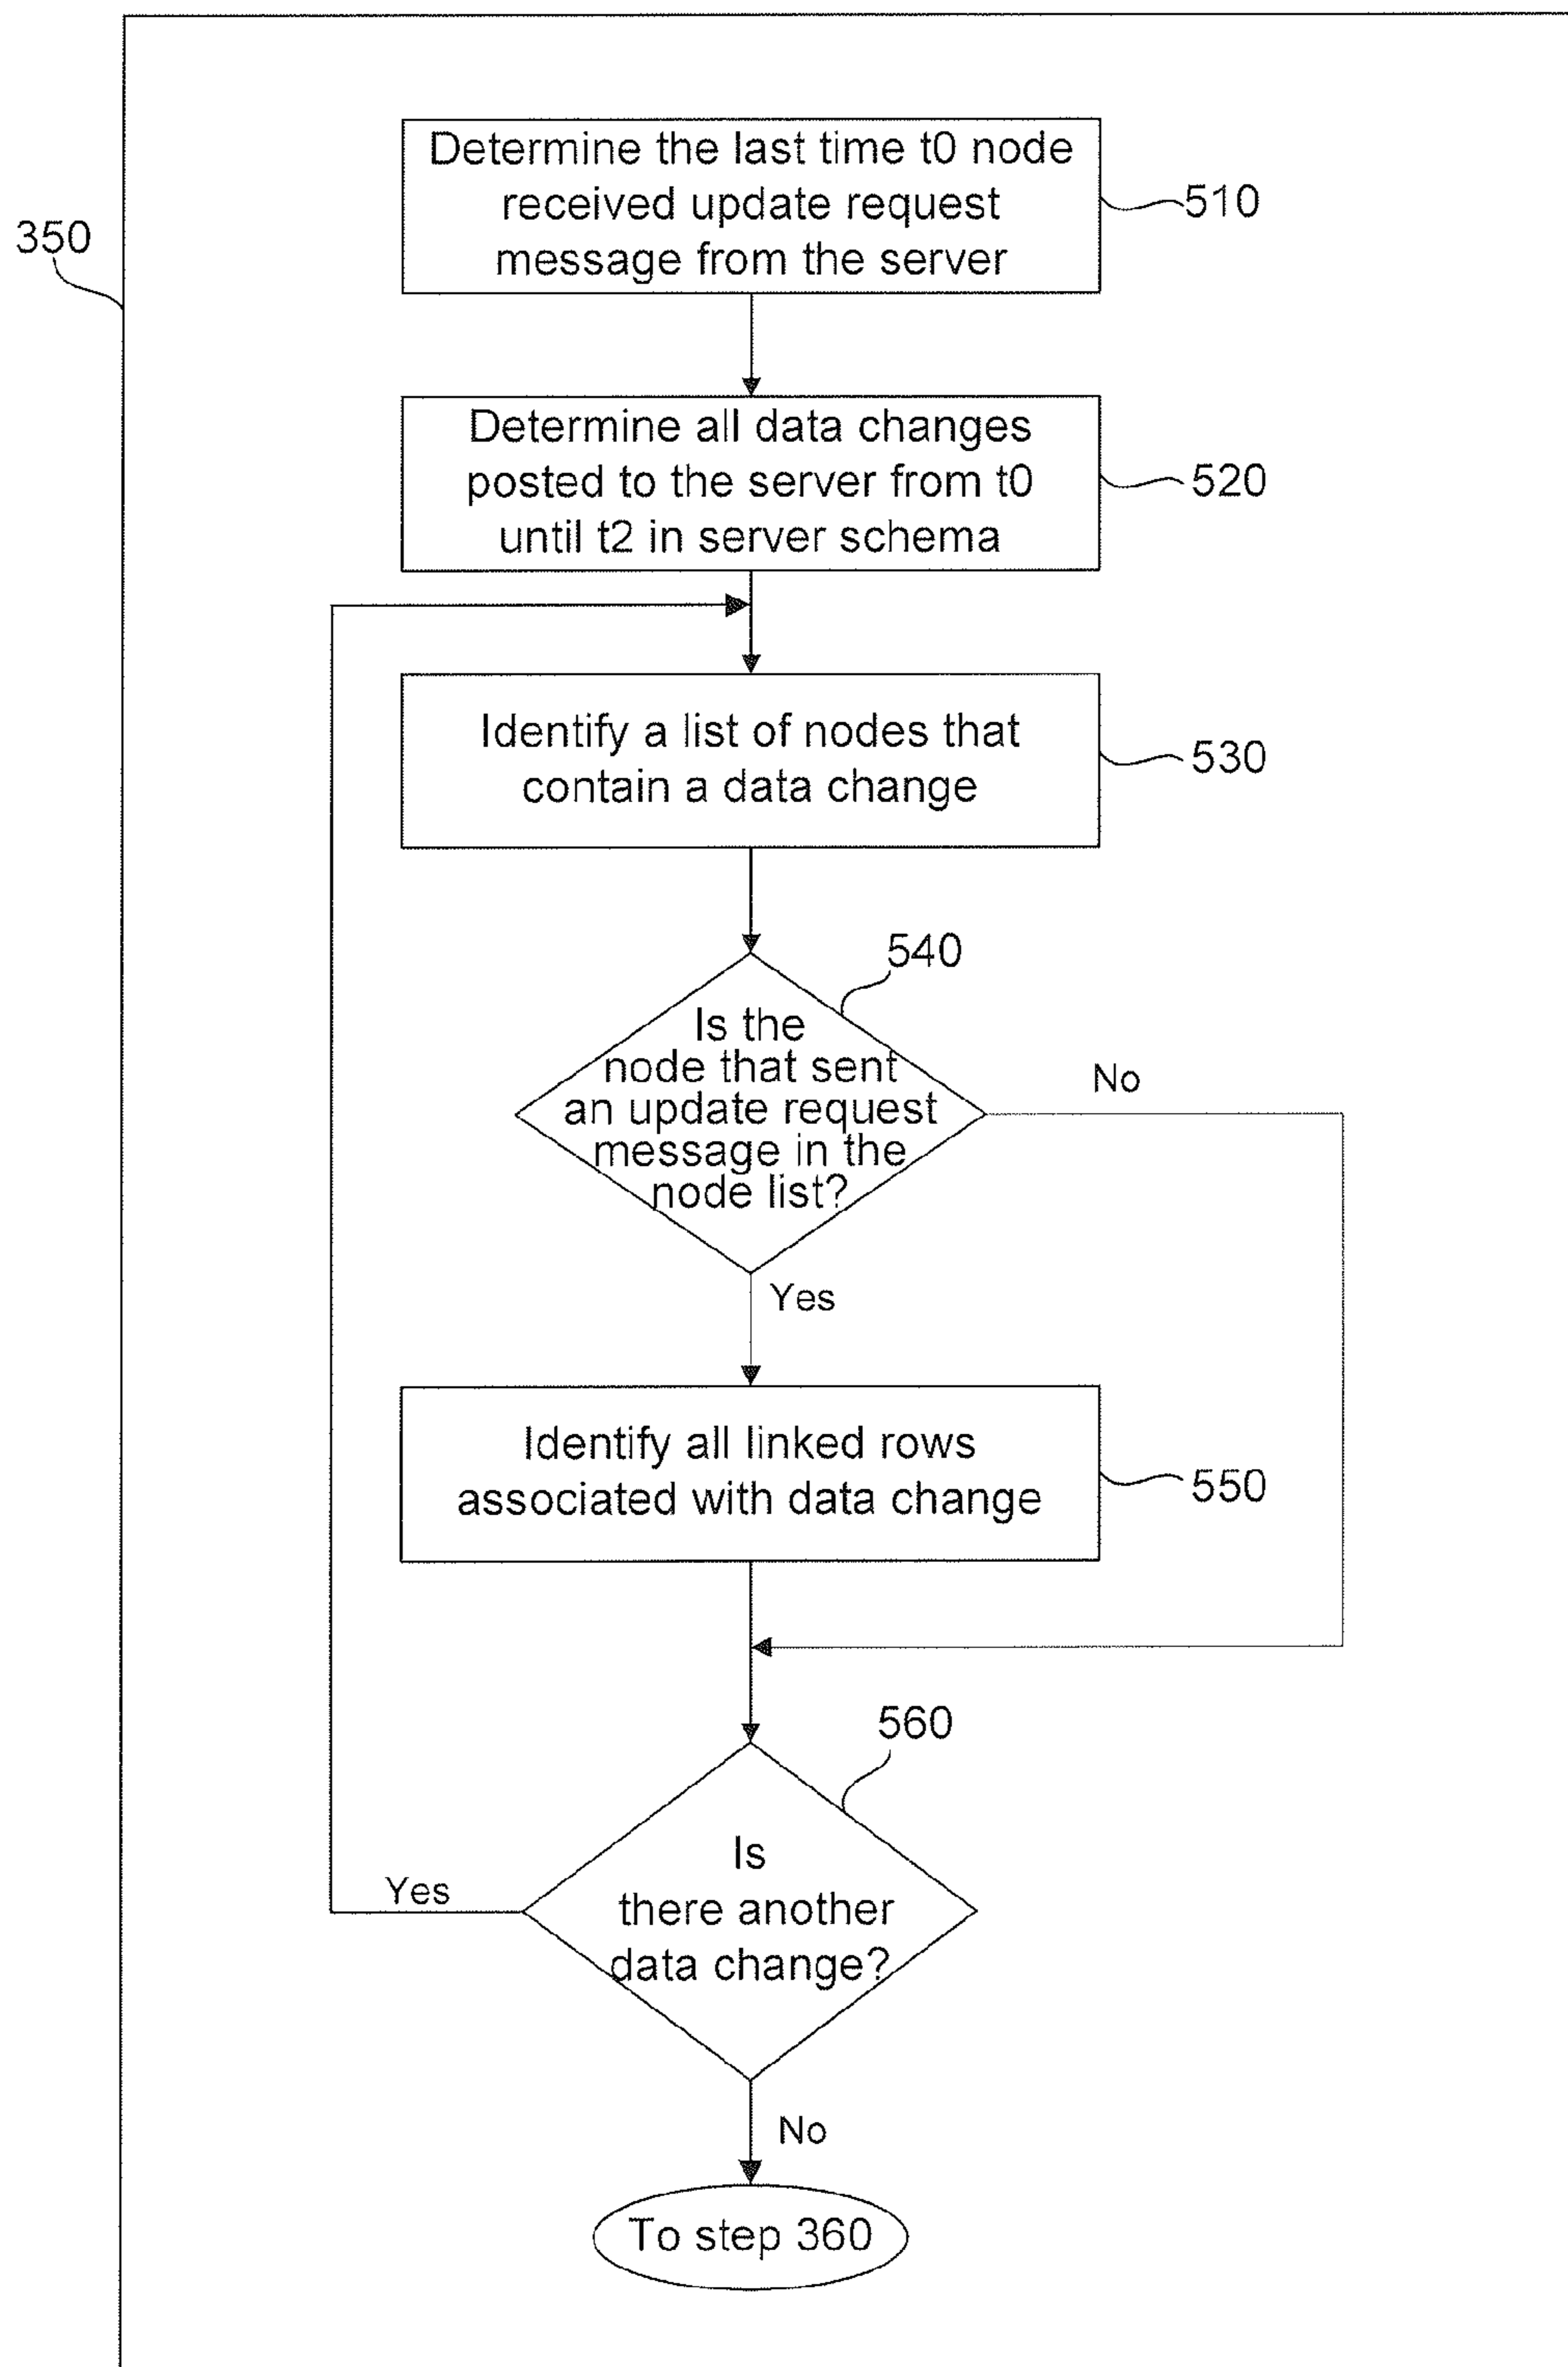 Determine the last time t0 node
received update request
message from the server
510
350
Determine all data changes
posted to the server from t0
until t2 in server schema
520
Identify a list of nodes that
contain a data change
530
540
Is the
node that sent
an update request
message in the
node list?
No
Yes
Identify all linked rows
associated with data change
550
560
Is
there another
data change?
Yes
No
To step 360